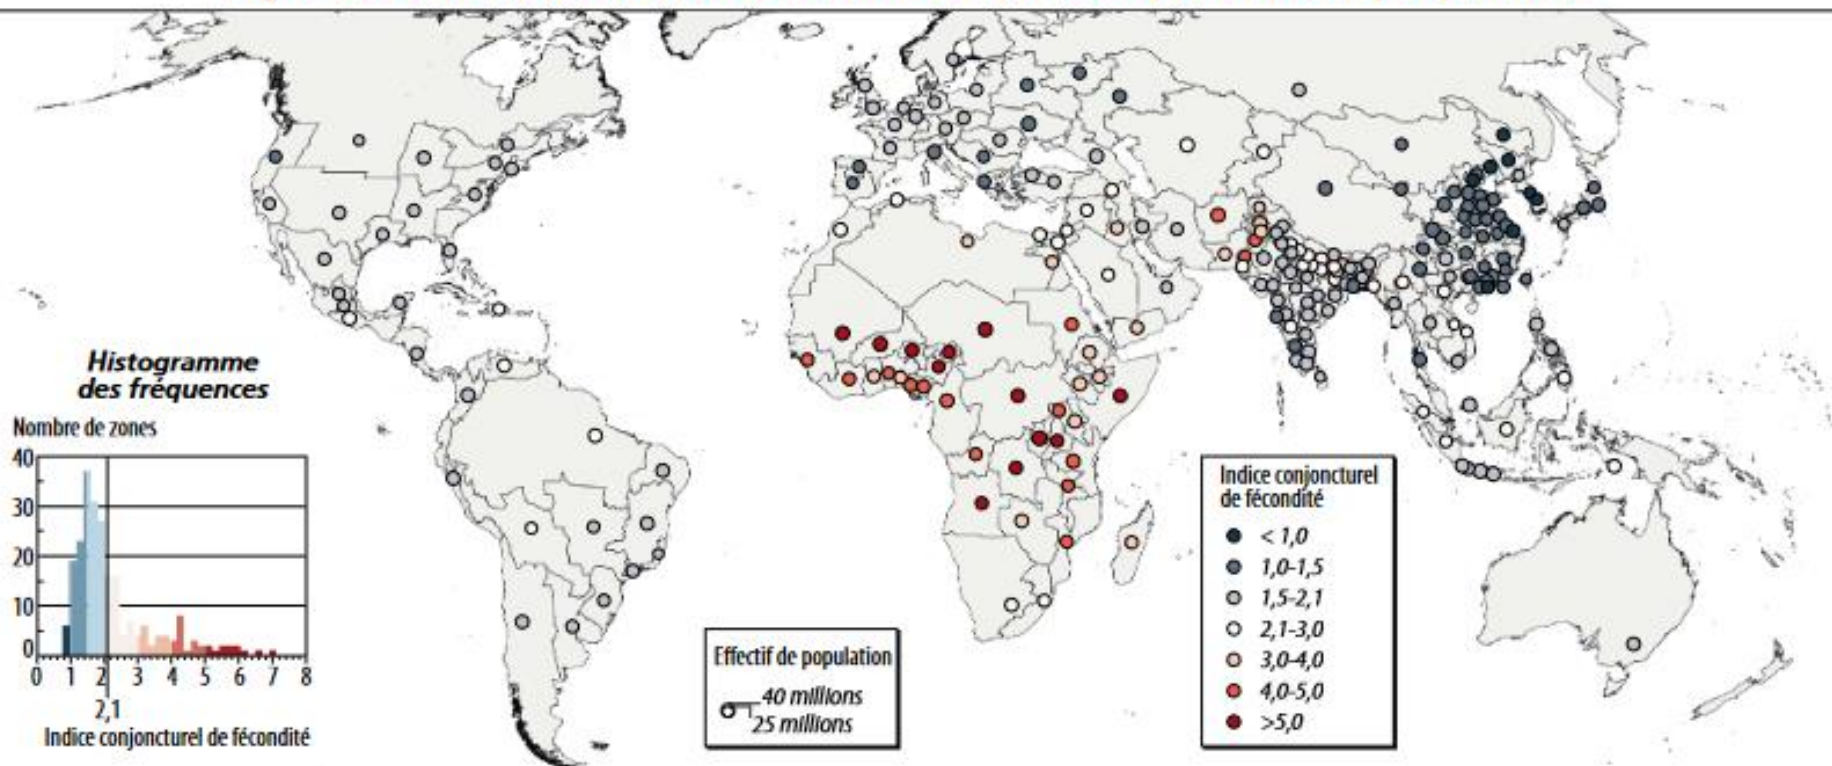 Histogramme
des fréquences
Nombre de zones
40
30
20
10
0
0 1 2 3 4 5 6 7 8
2,1
Indice conjoncturel de fécondité
Effectif de population
40 millions
25 millions
Indice conjoncturel
de fécondité
< 1,0
1,0-1,5
1,5-2,1
2,1-3,0
3,0-4,0
4,0-5,0
>5,0